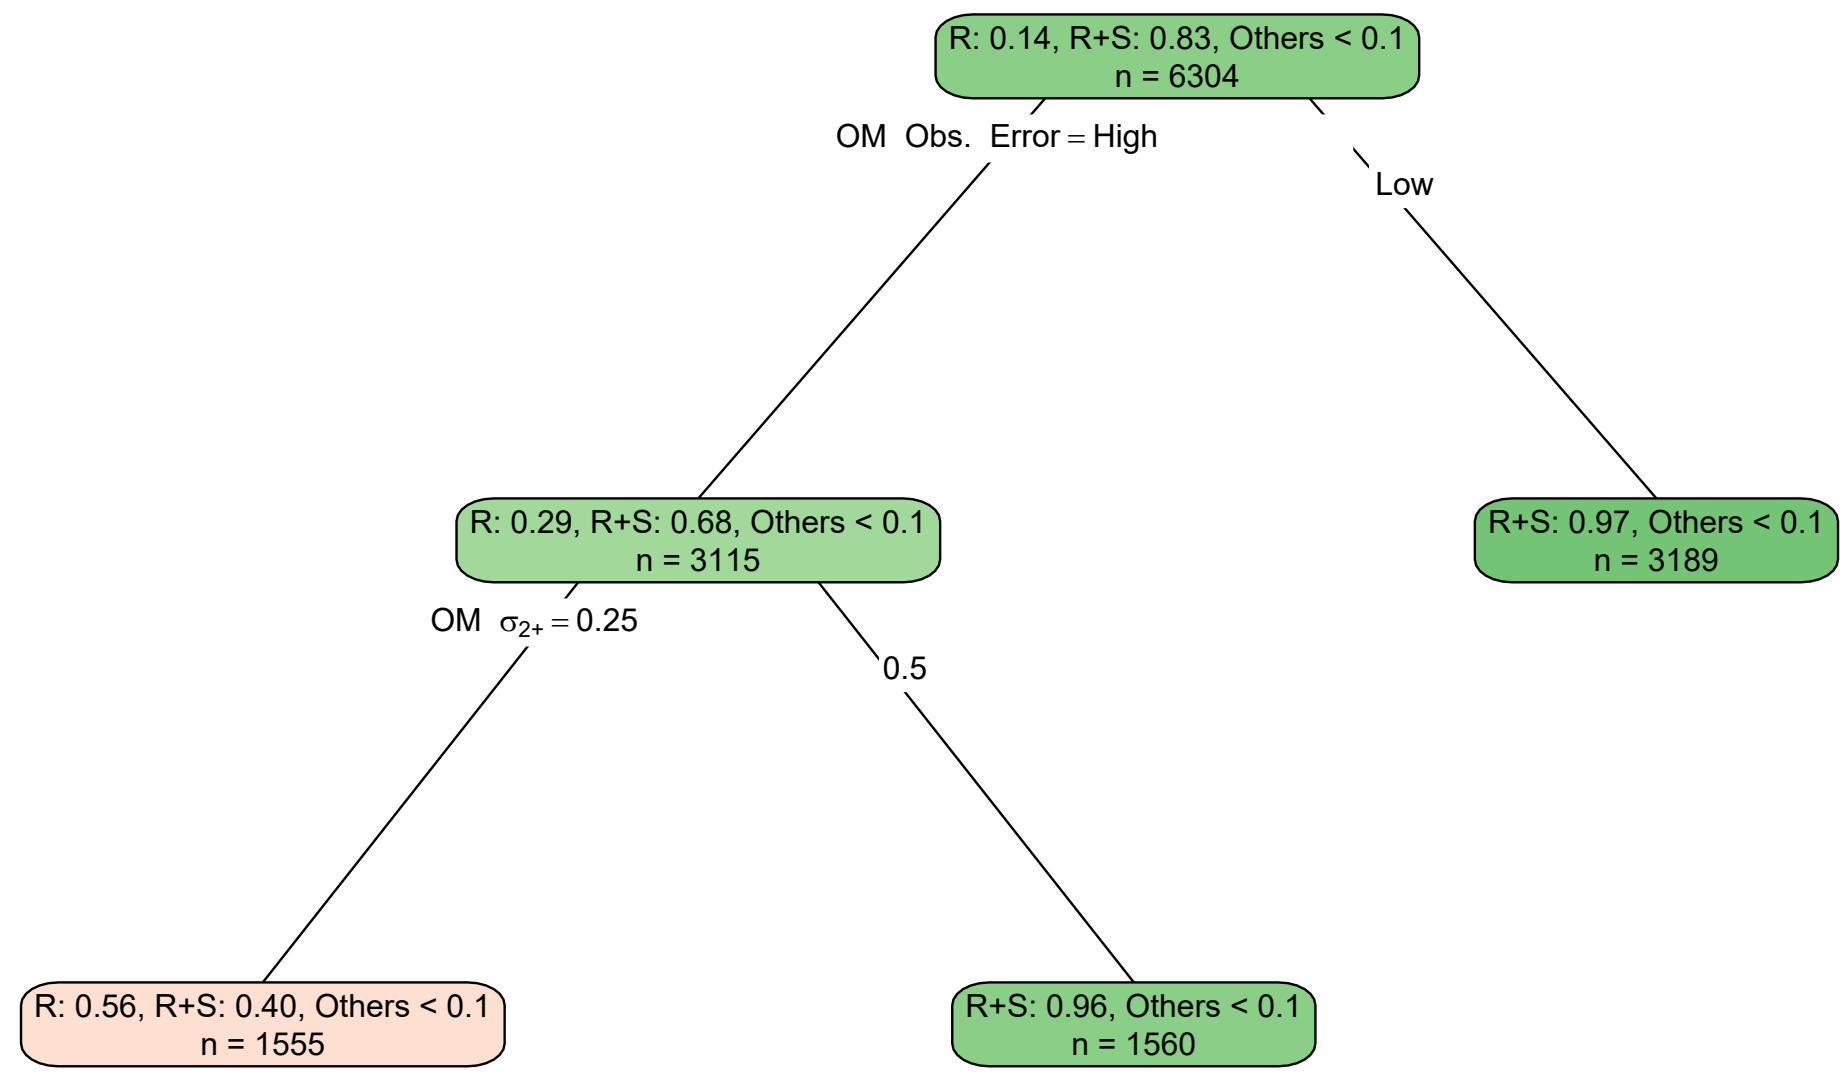 R: 0.14, R+S: 0.83, Others < 0.1
n = 6304
OM Obs. Error = High
Low
R: 0.29, R+S: 0.68, Others < 0.1
n = 3115
R+S: 0.97, Others < 0.1
n = 3189
OM σ2+ = 0.25
0.5
R: 0.56, R+S: 0.40, Others < 0.1
n = 1555
R+S: 0.96, Others < 0.1
n = 1560